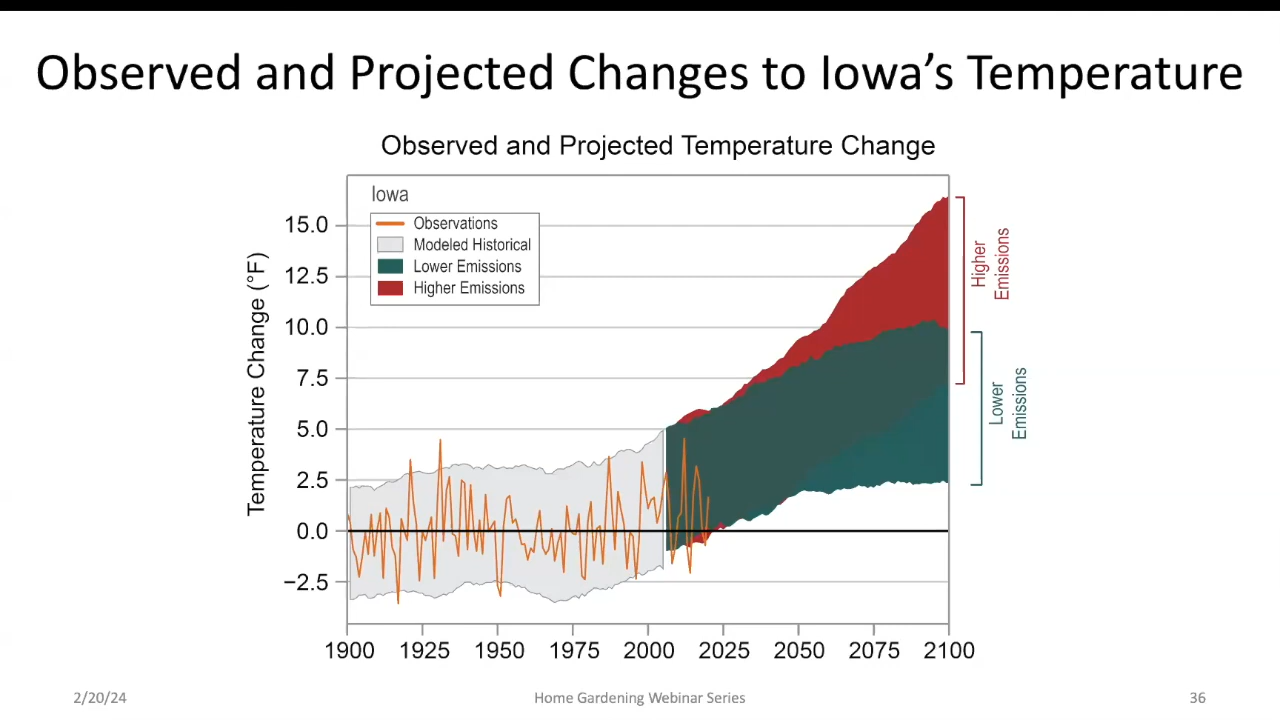 Observed and Projected Changes to Iowa's Temperature
Observed and Projected Temperature Change
Iowa
Observations
Modeled Historical
Lower Emissions
Higher Emissions
Temperature Change (°F)
15.0
12.5
10.0
7.5
5.0
2.5
0.0
−2.5
Higher
Emissions
Lower
Emissions
1900 1925 1950 1975 2000 2025 2050 2075 2100
2/20/24 Home Gardening Webinar Series 36